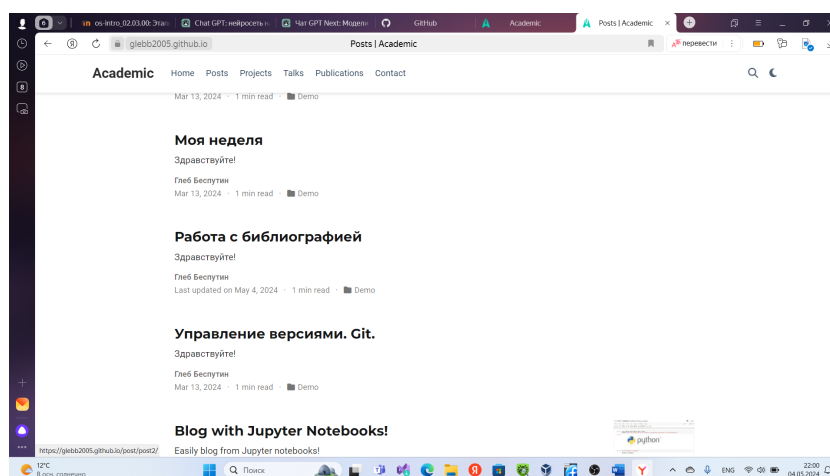 os-intro_02.03.00: Этап
Chat GPT: нейросеть н
Чат GPT Next: Модели
GitHub
Academic
Posts | Academic
glebb2005.github.io
Posts | Academic
перевести
Academic
Home Posts Projects Talks Publications Contact
Mar 13, 2024 · 1 min read · Demo
Моя неделя
Здравствуйте!
Глеб Беспутин
Mar 13, 2024 · 1 min read · Demo
Работа с библиографией
Здравствуйте!
Глеб Беспутин
Last updated on May 4, 2024 · 1 min read · Demo
Управление версиями. Git.
Здравствуйте!
Глеб Беспутин
Mar 13, 2024 · 1 min read · Demo
Blog with Jupyter Notebooks!
python
Easily blog from Jupyter notebooks!
https://glebb2005.github.io/post/post2/
12°C
В осн. солнечно
Поиск
ENG
22:00
04.05.2024